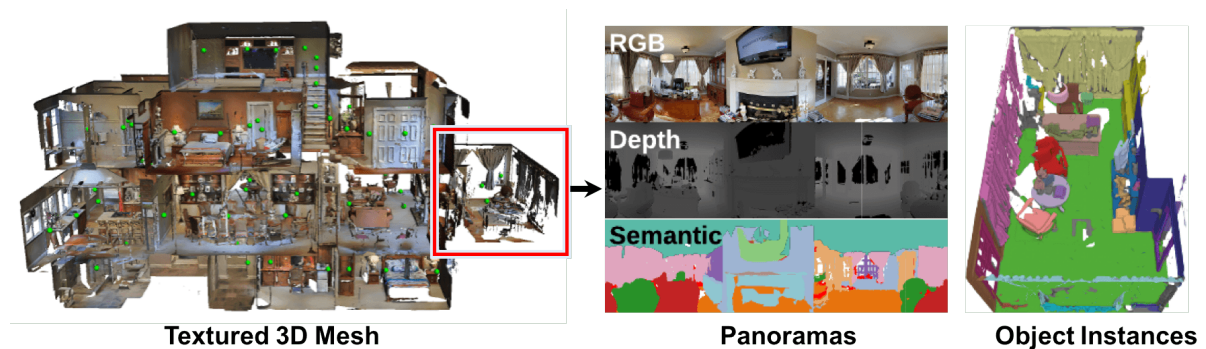 RGB
Depth
Semantic
Textured 3D Mesh
Panoramas
Object Instances